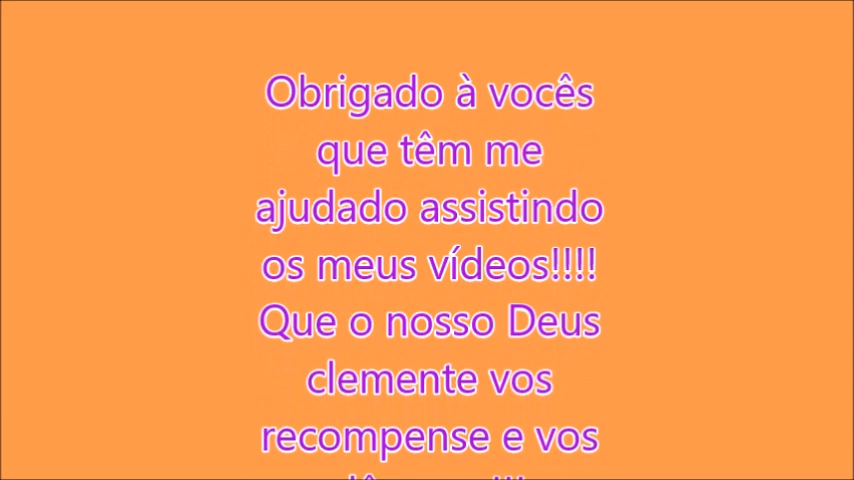 Obrigado à vocês
que têm me
ajudado assistindo
os meus vídeos!!!!
Que o nosso Deus
clemente vos
recompense e vos